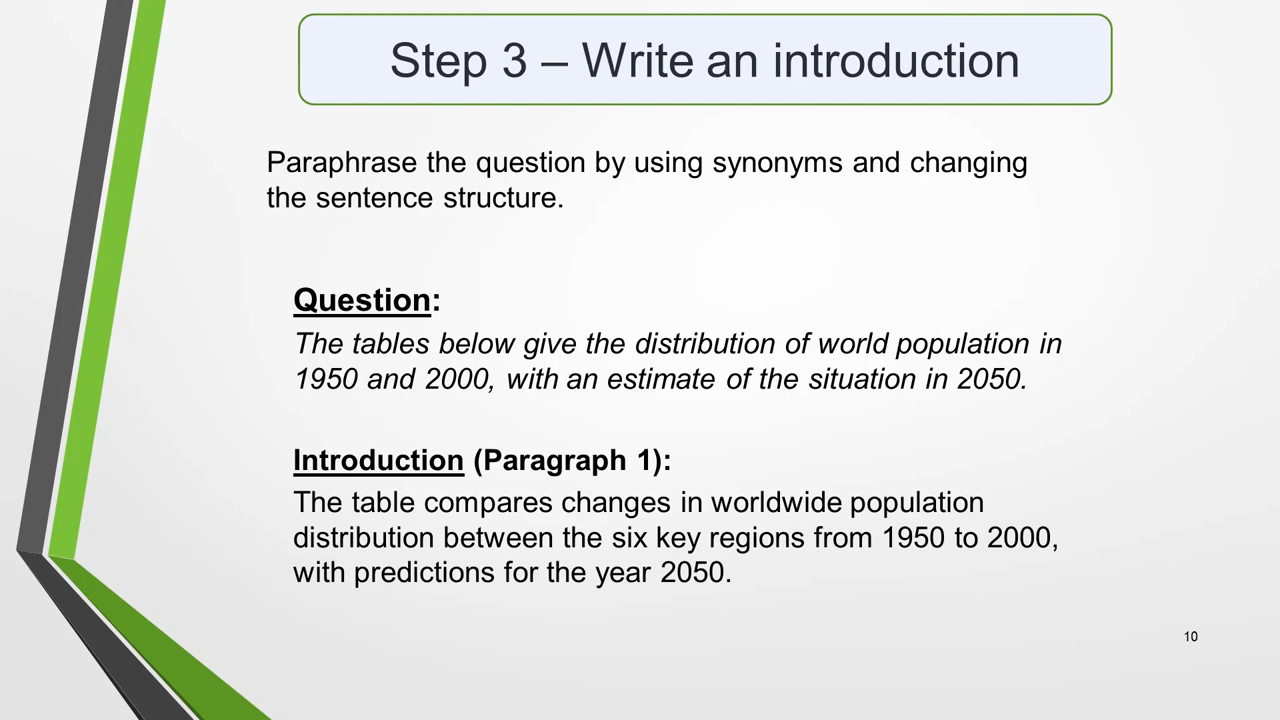 Step 3 – Write an introduction
Paraphrase the question by using synonyms and changing
the sentence structure.
Question:
The tables below give the distribution of world population in
1950 and 2000, with an estimate of the situation in 2050.
Introduction (Paragraph 1):
The table compares changes in worldwide population
distribution between the six key regions from 1950 to 2000,
with predictions for the year 2050.
10